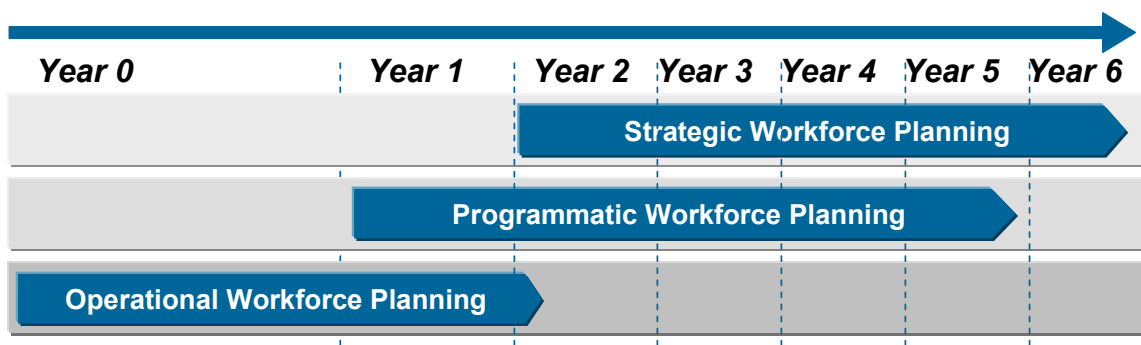 Year 0 Year 1 Year 2 Year 3 Year 4 Year 5 Year 6
Strategic Workforce Planning
Programmatic Workforce Planning
Operational Workforce Planning